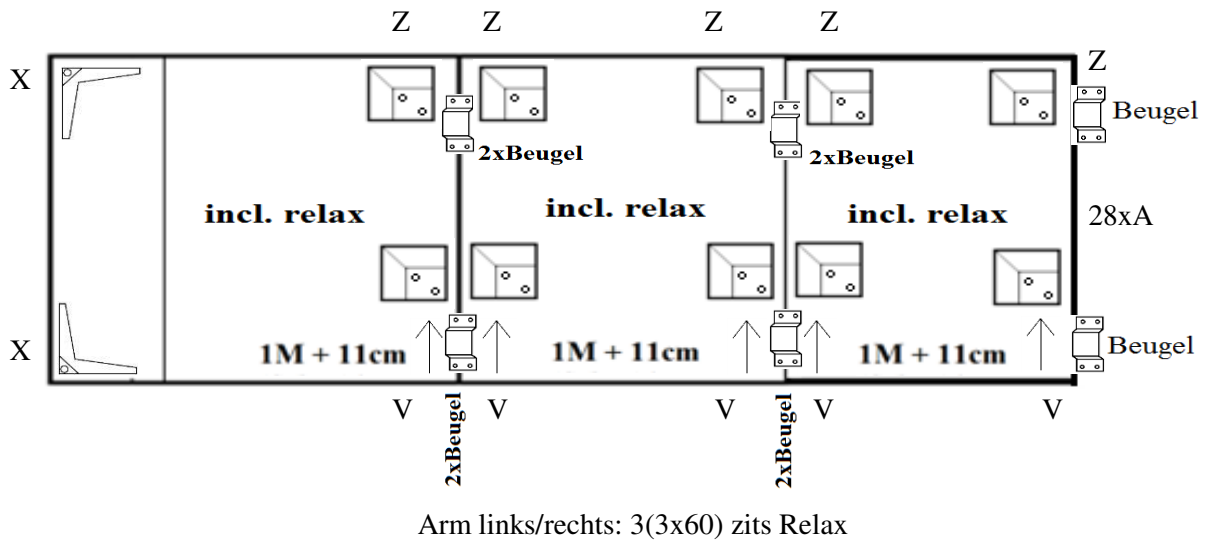 Z Z Z Z
X Z
Beugel
2xBeugel 2xBeugel
incl. relax incl. relax incl. relax 28xA
X 1M + 11cm 1M + 11cm 1M + 11cm Beugel
V V V V V
2xBeugel 2xBeugel
Arm links/rechts: 3(3x60) zits Relax